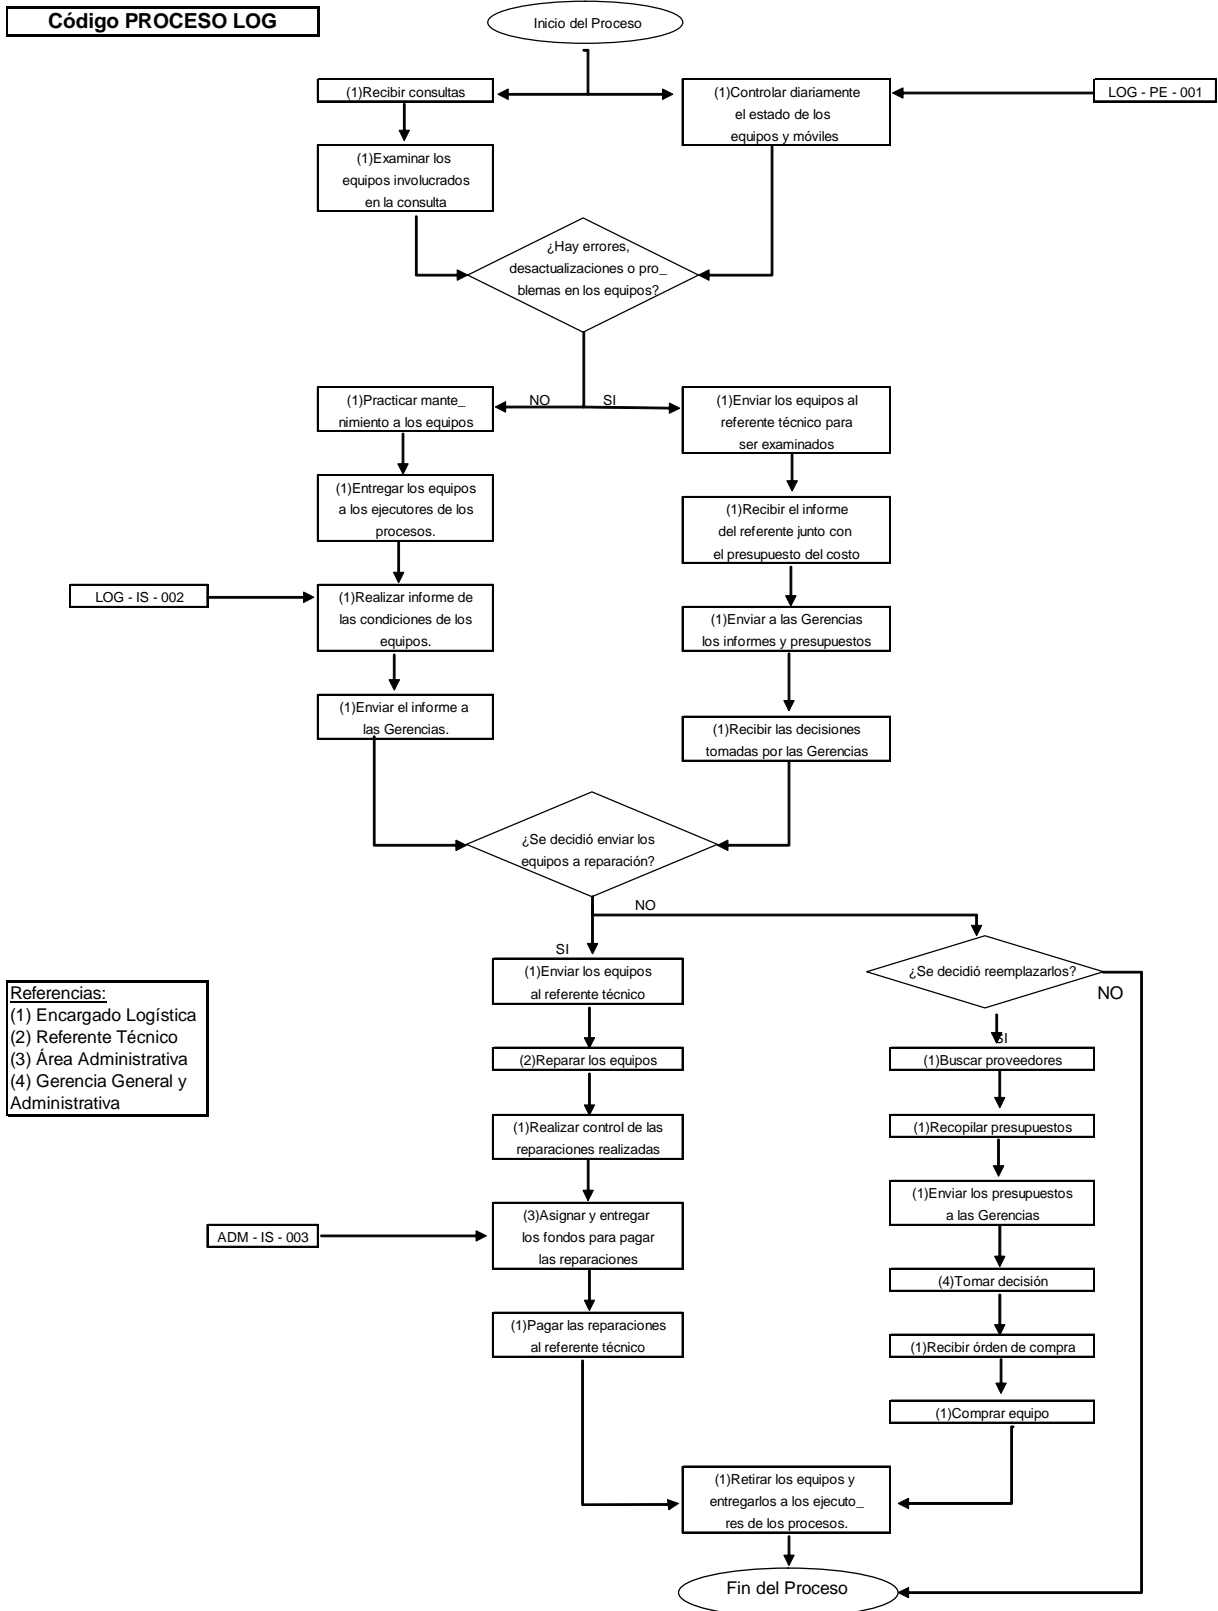 Código PROCESO LOG
Inicio del Proceso
(1)Recibir consultas
(1)Controlar diariamente
el estado de los
equipos y móviles
LOG - PE - 001
(1)Examinar los
equipos involucrados
en la consulta
¿Hay errores,
desactualizaciones o pro_
blemas en los equipos?
NO
SI
(1)Practicar mante_
nimiento a los equipos
(1)Enviar los equipos al
referente técnico para
ser examinados
(1)Entregar los equipos
a los ejecutores de los
procesos.
(1)Recibir el informe
del referente junto con
el presupuesto del costo
LOG - IS - 002
(1)Realizar informe de
las condiciones de los
equipos.
(1)Enviar a las Gerencias
los informes y presupuestos
(1)Enviar el informe a
las Gerencias.
(1)Recibir las decisiones
tomadas por las Gerencias
¿Se decidió enviar los
equipos a reparación?
NO
SI
(1)Enviar los equipos
al referente técnico
¿Se decidió reemplazarlos?
NO
SI
Referencias:
(1) Encargado Logística
(2) Referente Técnico
(3) Área Administrativa
(4) Gerencia General y
Administrativa
(2)Reparar los equipos
(1)Buscar proveedores
(1)Realizar control de las
reparaciones realizadas
(1)Recopilar presupuestos
ADM - IS - 003
(3)Asignar y entregar
los fondos para pagar
las reparaciones
(1)Enviar los presupuestos
a las Gerencias
(4)Tomar decisión
(1)Pagar las reparaciones
al referente técnico
(1)Recibir órden de compra
(1)Comprar equipo
(1)Retirar los equipos y
entregarlos a los ejecuto_
res de los procesos.
Fin del Proceso